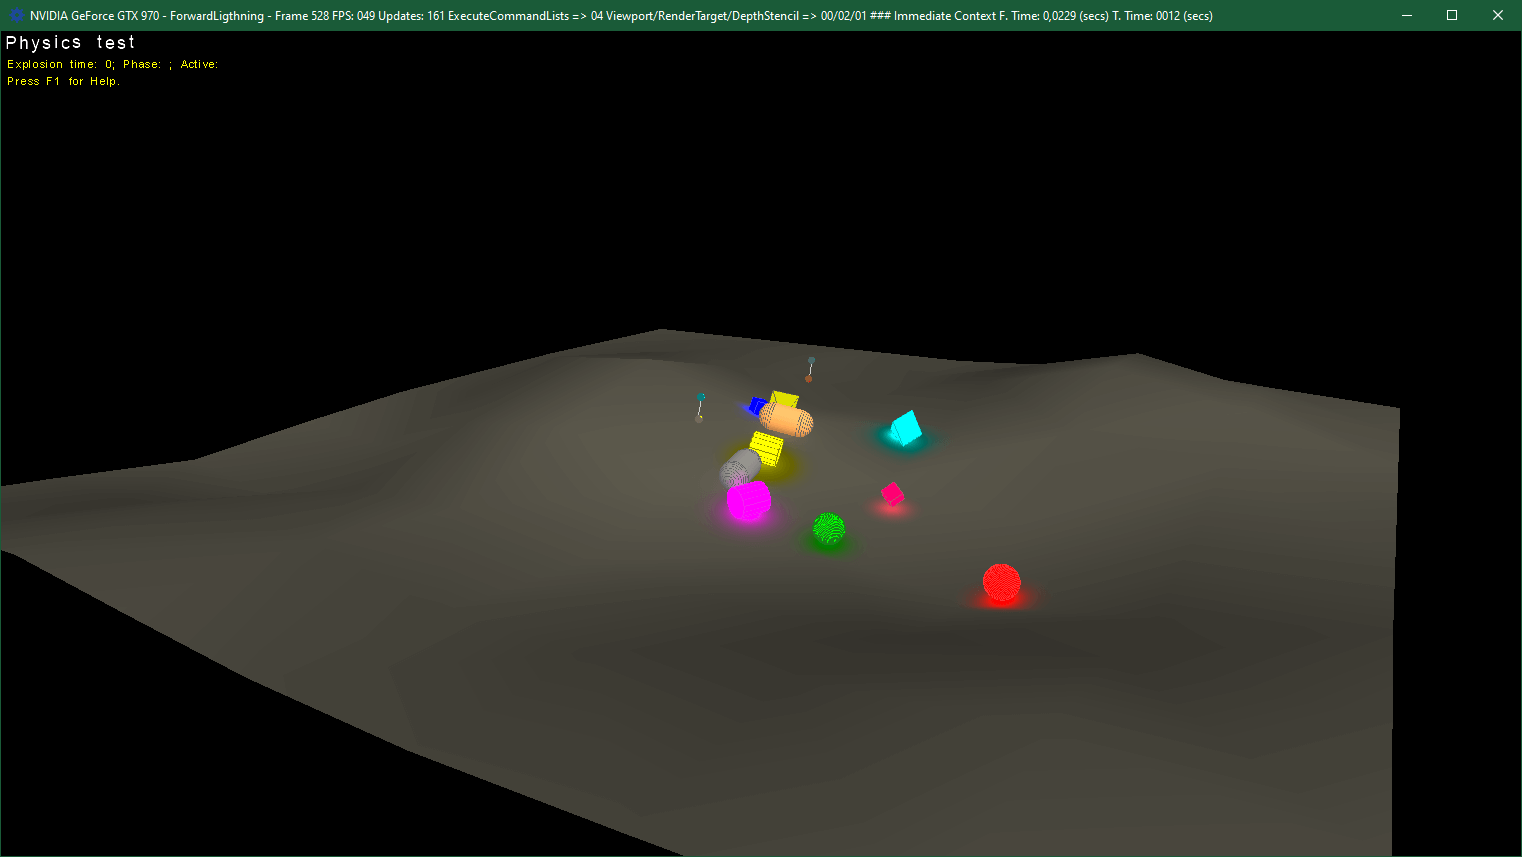 NVIDIA GeForce GTX 970 - ForwardLigthning - Frame 528 FPS: 049 Updates: 161 ExecuteCommandLists => 04 Viewport/RenderTarget/DepthStencil => 00/02/01 ### Immediate Context F. Time: 0,0229 (secs) T. Time: 0012 (secs)
Physics test
Explosion time: 0; Phase: ; Active:
Press F1 for Help.